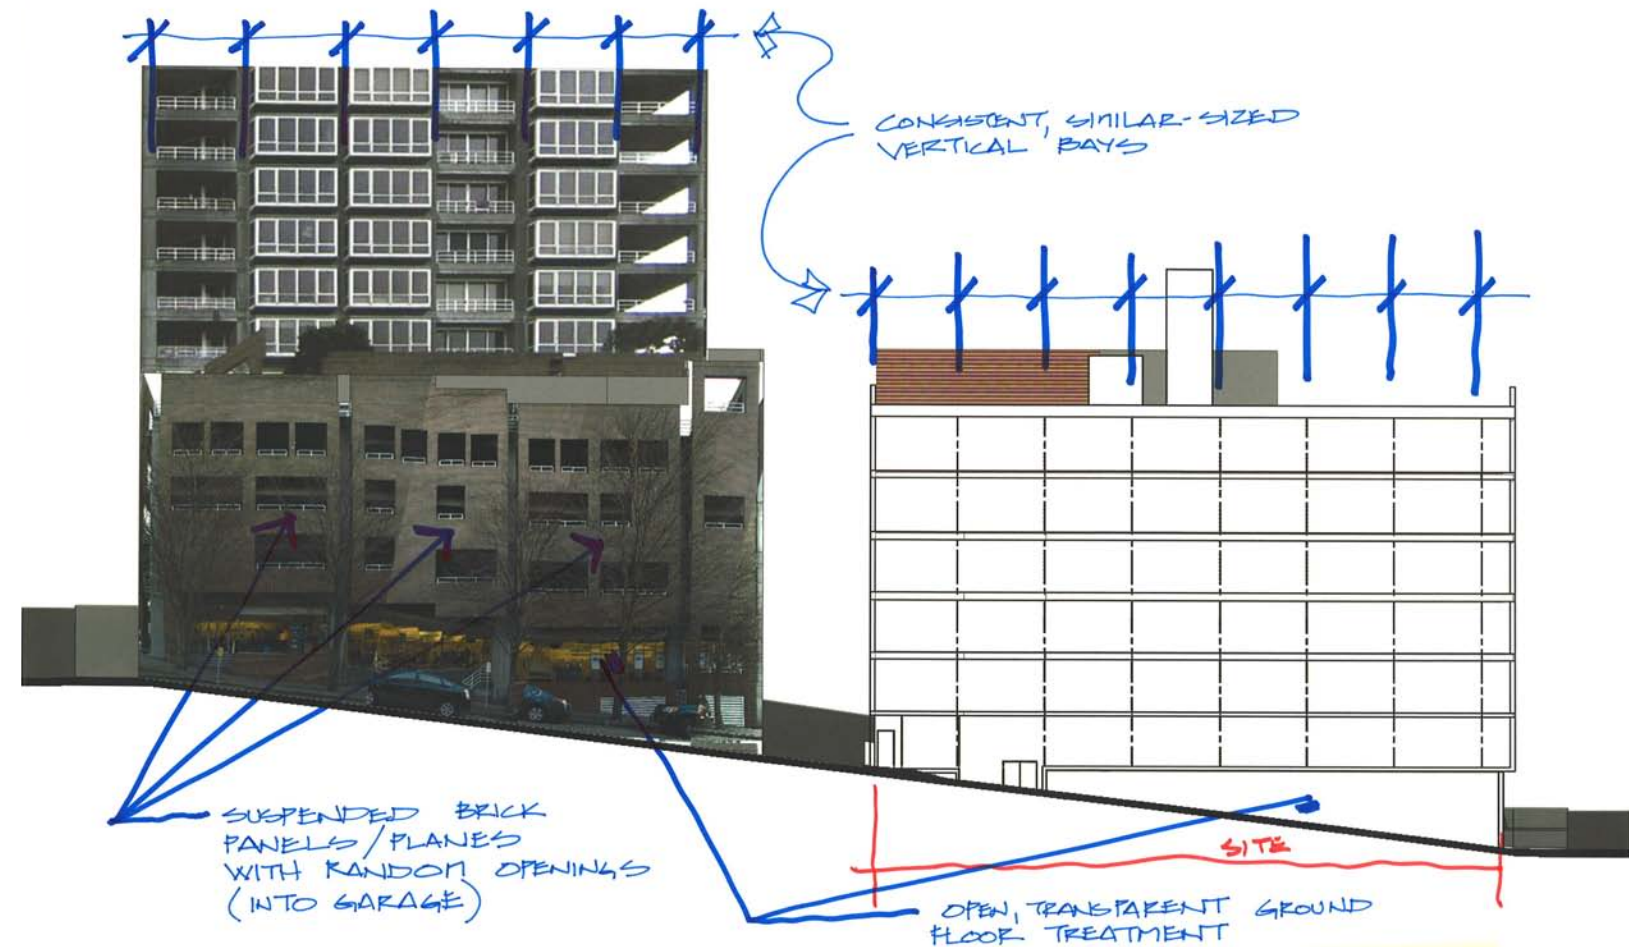 CONSISTENT, SIMILAR-SIZED
VERTICAL BAYS
SUSPENDED BRICK
PANELS/PLANES
WITH RANDOM OPENINGS
(INTO GARAGE)
SITE
OPEN, TRANSPARENT GROUND
FLOOR TREATMENT